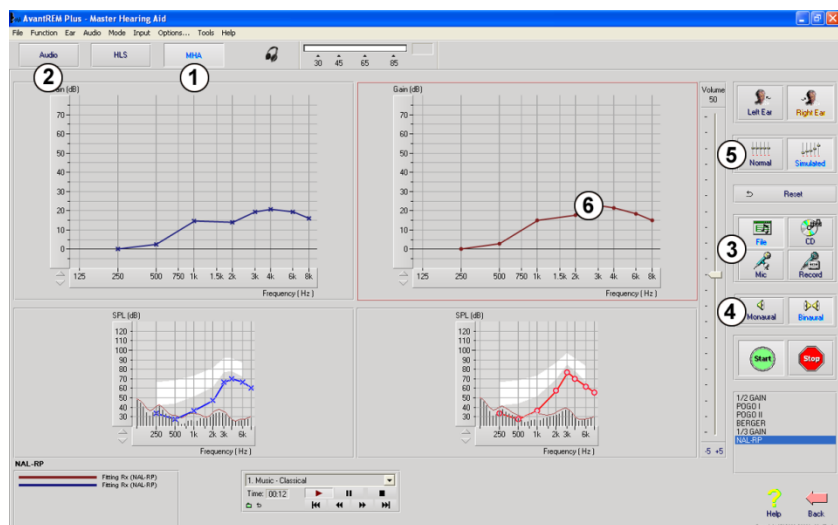 AvantREM Plus - Master Hearing Aid
File Function Ear Audio Mode Input Options... Tools Help
Audio HLS MHA
30 45 65 85
2 1
Gain (dB)
70
60
50
40
30
20
10
0
125 250 500 750 1k 1.5k 2k 3k 4k 6k 8k
Frequency ( Hz )
Gain (dB)
70
60
50
40
30
20
10
0
6
125 250 500 750 1k 1.5k 2k 3k 4k 6k 8k
Frequency ( Hz )
Volume
50
-5 +5
Left Ear Right Ear
5
Normal Simulated
Reset
3
File CD
Mic Record
4
Monaural Binaural
Start Stop
SPL (dB)
120
110
100
90
80
70
60
50
40
30
250 500 1k 2k 3k 6k
Frequency ( Hz )
SPL (dB)
120
110
100
90
80
70
60
50
40
30
250 500 1k 2k 3k 6k
Frequency ( Hz )
1/2 GAIN
POGO I
POGO II
BERGER
1/3 GAIN
NAL-RP
NAL-RP
Fitting Rx (NAL-RP)
Fitting Rx (NAL-RP)
1. Music - Classical
Time: 00:12
Help Back